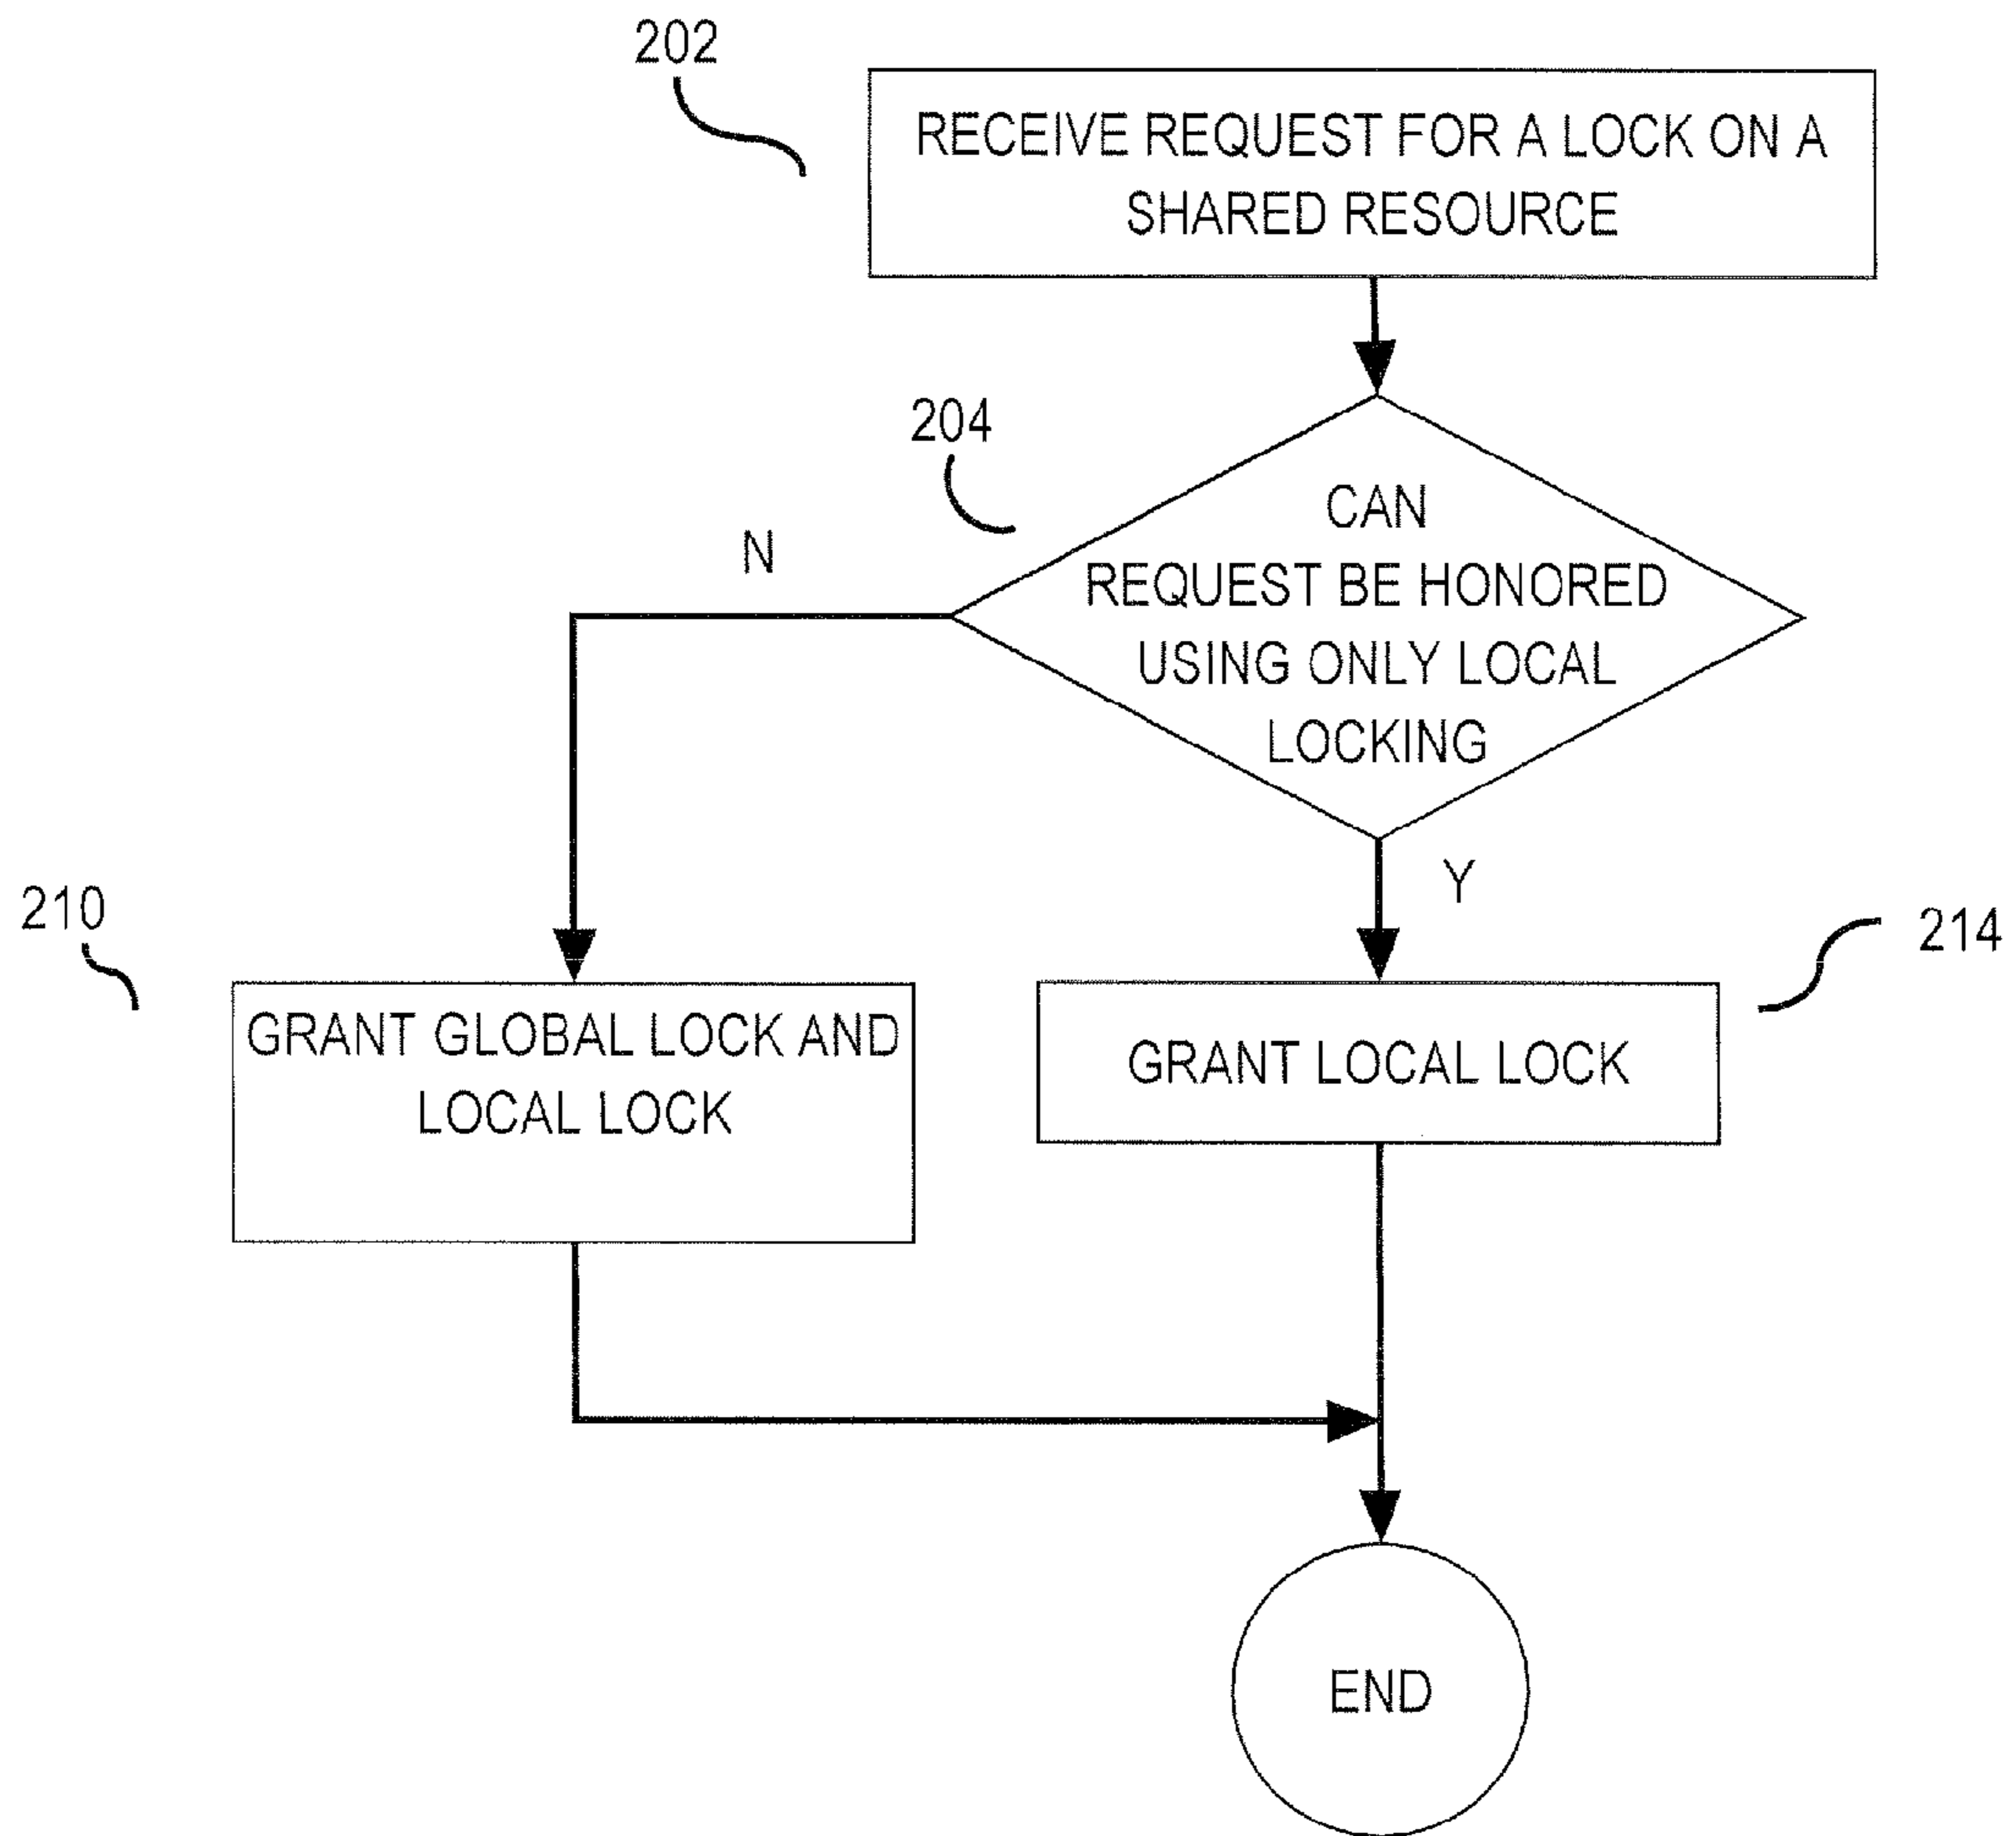 202
RECEIVE REQUEST FOR A LOCK ON A
SHARED RESOURCE
204
CAN
REQUEST BE HONORED
USING ONLY LOCAL
LOCKING
N
Y
210
GRANT GLOBAL LOCK AND
LOCAL LOCK
214
GRANT LOCAL LOCK
END